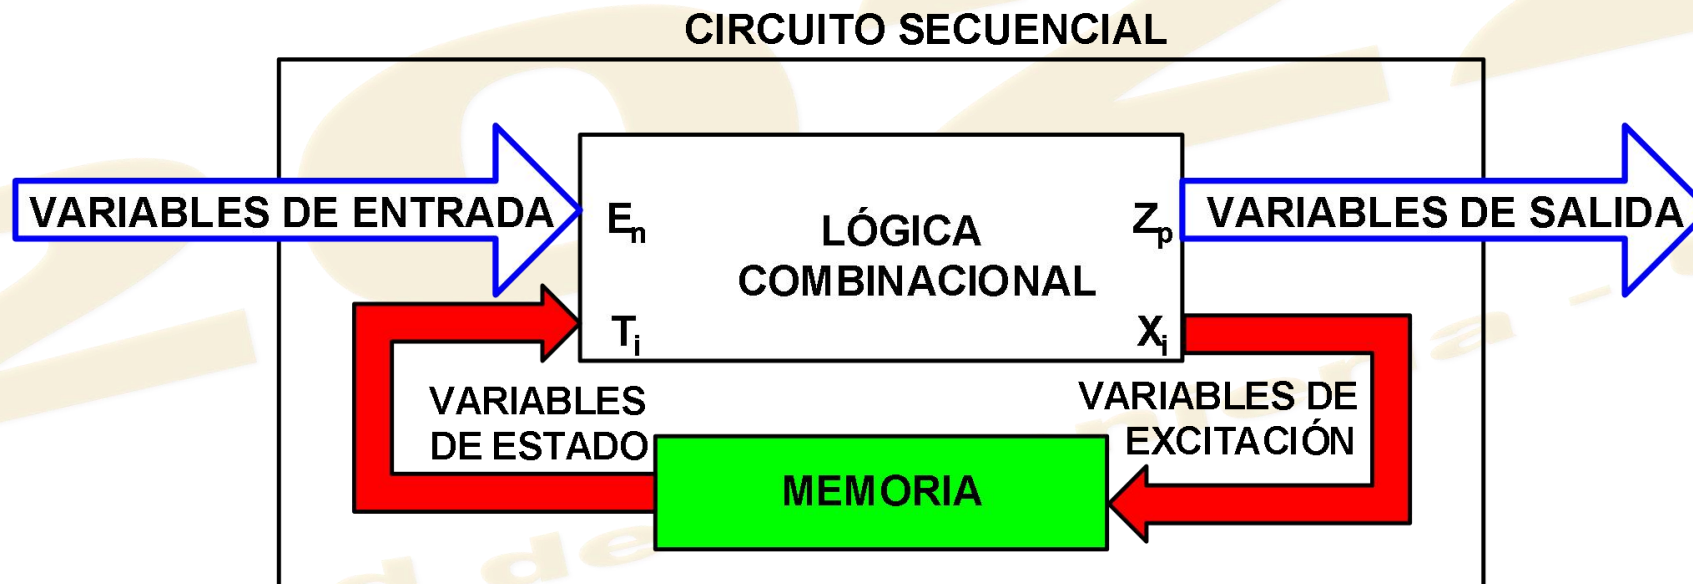 CIRCUITO SECUENCIAL
VARIABLES DE ENTRADA
En
LÓGICA
COMBINACIONAL
Zp
VARIABLES DE SALIDA
Ti
Xi
VARIABLES
DE ESTADO
VARIABLES DE
EXCITACIÓN
MEMORIA